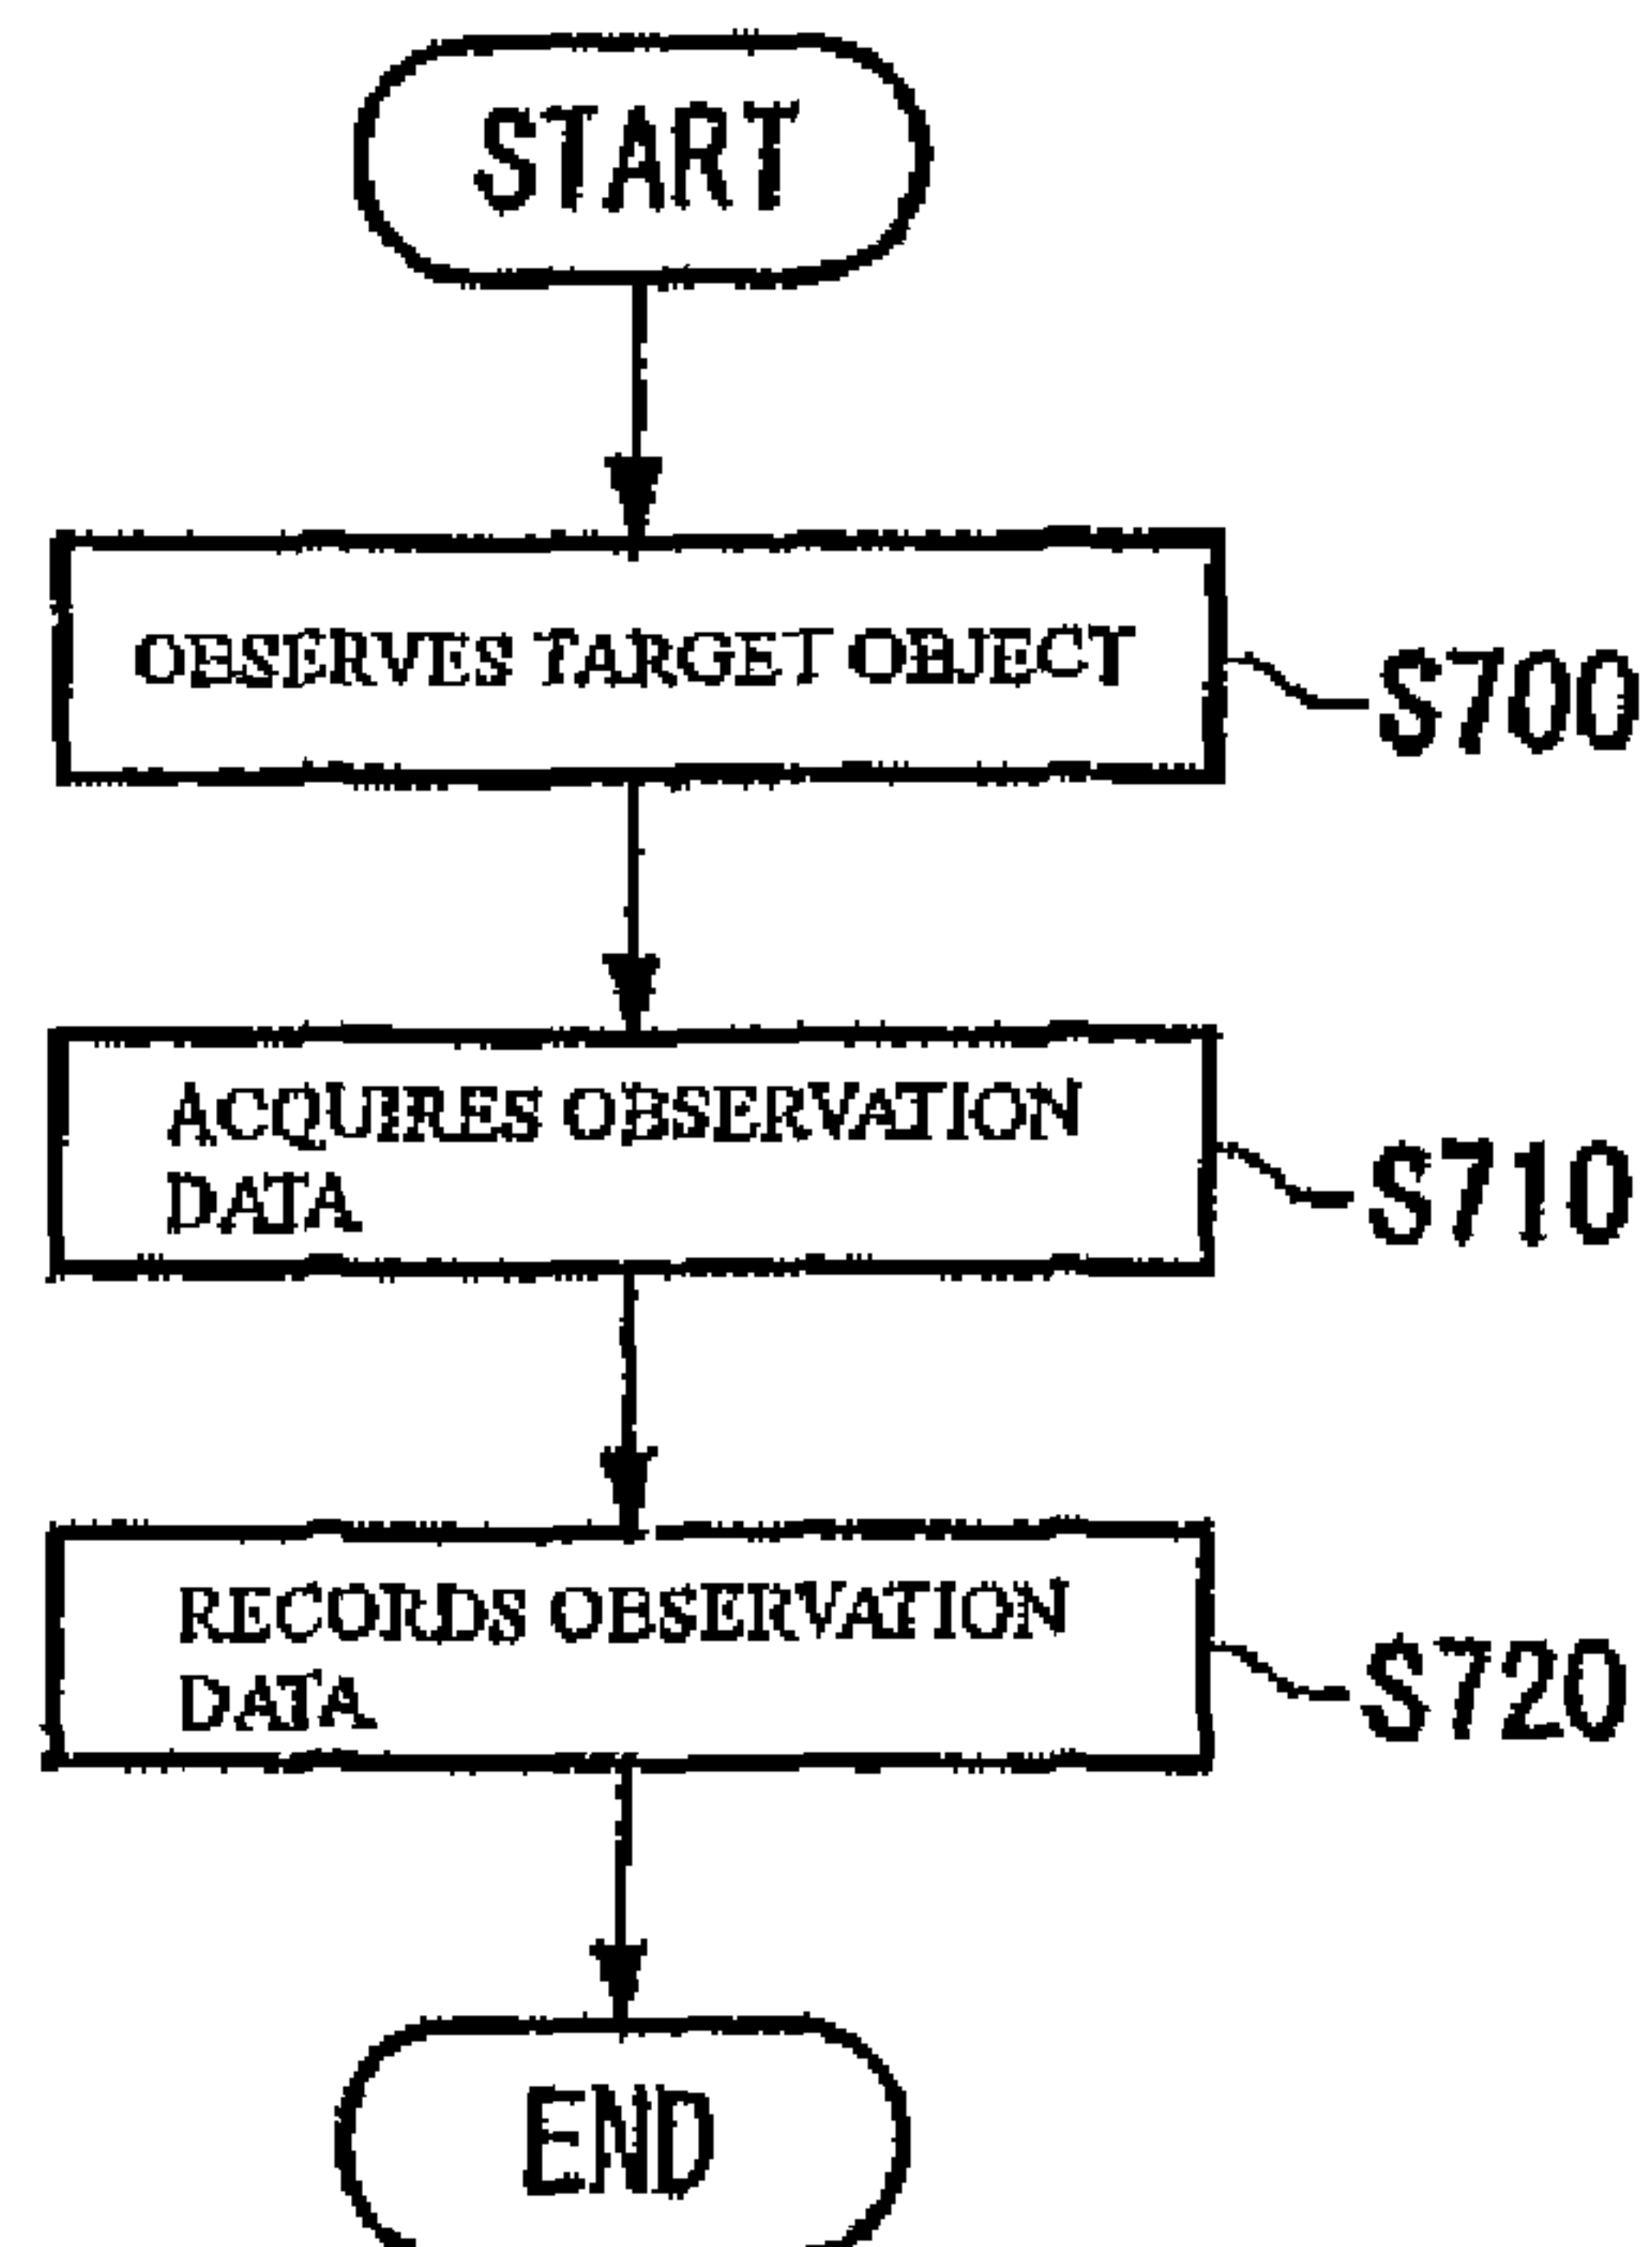 START
OBSERVES TARGET OBJECT
S700
ACQUIRES OBSERVATION
DATA
S710
RECORDS OBSERVATION
DATA
S720
END